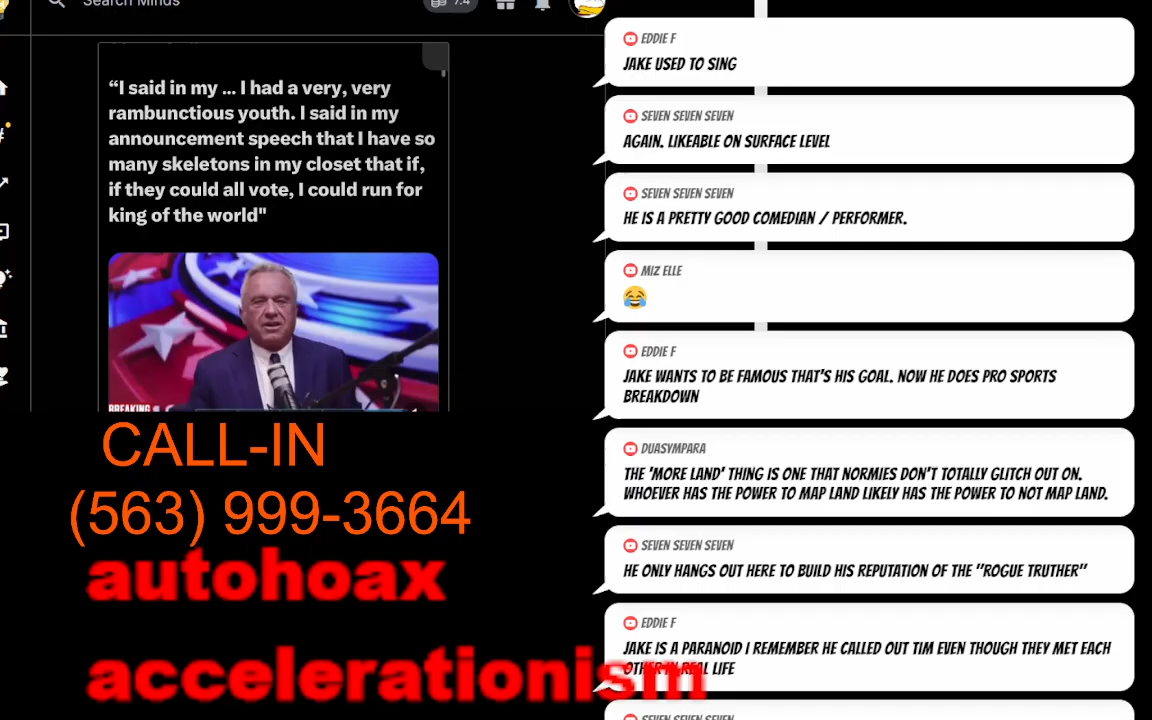 Search Minds
7.4
“I said in my ... I had a very, very
rambunctious youth. I said in my
announcement speech that I have so
many skeletons in my closet that if,
if they could all vote, I could run for
king of the world"
BREAKING
CALL-IN
(563) 999-3664
autohoax
accelerationism
EDDIE F
JAKE USED TO SING
SEVEN SEVEN SEVEN
AGAIN. LIKEABLE ON SURFACE LEVEL
SEVEN SEVEN SEVEN
HE IS A PRETTY GOOD COMEDIAN / PERFORMER.
MIZ ELLE
😂
EDDIE F
JAKE WANTS TO BE FAMOUS THAT'S HIS GOAL. NOW HE DOES PRO SPORTS
BREAKDOWN
DUASYMPARA
THE 'MORE LAND' THING IS ONE THAT NORMIES DON'T TOTALLY GLITCH OUT ON.
WHOEVER HAS THE POWER TO MAP LAND LIKELY HAS THE POWER TO NOT MAP LAND.
SEVEN SEVEN SEVEN
HE ONLY HANGS OUT HERE TO BUILD HIS REPUTATION OF THE "ROGUE TRUTHER"
EDDIE F
JAKE IS A PARANOID I REMEMBER HE CALLED OUT TIM EVEN THOUGH THEY MET EACH
OTHER IN REAL LIFE
SEVEN SEVEN SEVEN